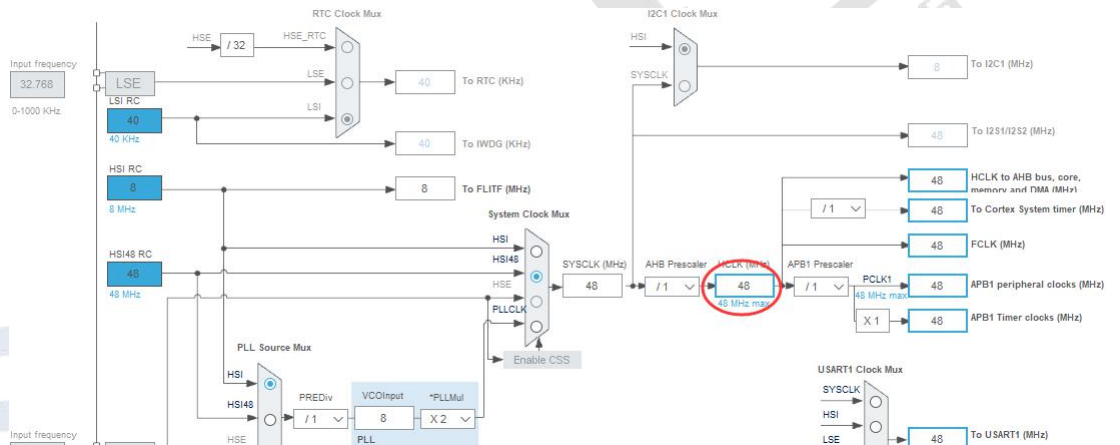 RTC Clock Mux
I2C1 Clock Mux
HSE
/ 32
HSE_RTC
HSI
Input frequency
32.768
0-1000 KHz
LSE
LSE
40
To RTC (KHz)
SYSCLK
8
To I2C1 (MHz)
LSI RC
40
40 KHz
LSI
40
To IWDG (KHz)
48
To I2S1/I2S2 (MHz)
HSI RC
8
8 MHz
8
To FLITF (MHz)
48
HCLK to AHB bus, core,
memory and DMA (MHz)
/ 1
48
To Cortex System timer (MHz)
System Clock Mux
HSI
HSI48
HSE
PLLCLK
48
FCLK (MHz)
HSI48 RC
48
48 MHz
SYSCLK (MHz)
48
AHB Prescaler
/ 1
HCLK (MHz)
48
48 MHz max
APB1 Prescaler
/ 1
PCLK1
48 MHz max
48
APB1 peripheral clocks (MHz)
X 1
48
APB1 Timer clocks (MHz)
Enable CSS
PLL Source Mux
HSI
HSI48
HSE
PREDiv
/ 1
VCOInput
8
*PLLMul
X 2
PLL
USART1 Clock Mux
SYSCLK
HSI
LSE
48
To USART1 (MHz)
Input frequency